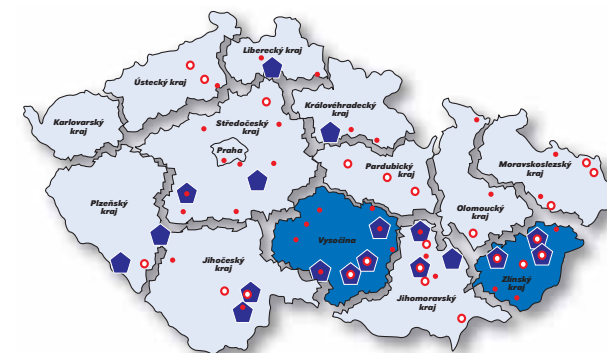 Liberecký kraj
Ústecký kraj
Královéhradecký
kraj
Karlovarský
kraj
Středočeský
kraj
Praha
Pardubický
kraj
Moravskoslezský
kraj
Plzeňský
kraj
Olomoucký
kraj
Vysočina
Jihočeský
kraj
Zlínský
kraj
Jihomoravský
kraj